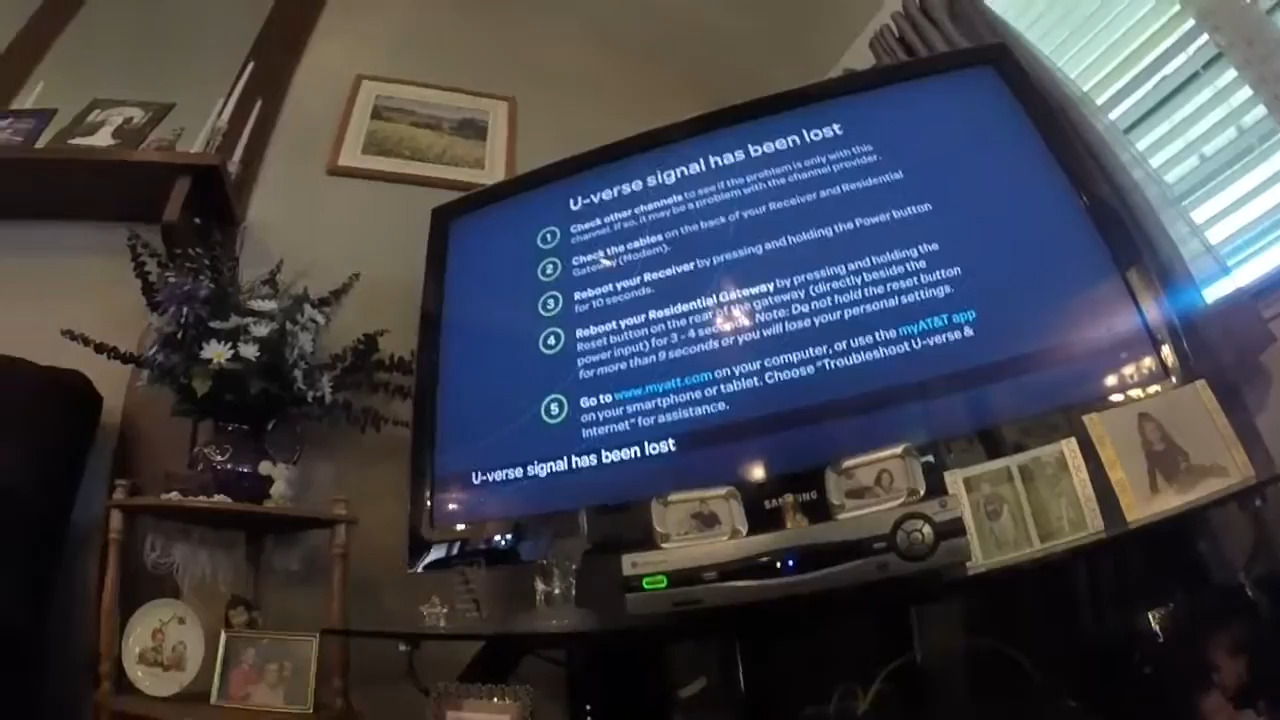 U-verse signal has been lost
1 Check other channels to see if the problem is only with this
channel. If so, it may be a problem with the channel provider.
2 Check the cables on the back of your Receiver and Residential
Gateway (Modem).
3 Reboot your Receiver by pressing and holding the Power button
for 10 seconds.
4 Reboot your Residential Gateway by pressing and holding the
Reset button on the rear of the gateway (directly beside the
power input) for 3 - 4 seconds. Note: Do not hold the reset button
for more than 9 seconds or you will lose your personal settings.
5 Go to www.myatt.com on your computer, or use the myAT&T app
on your smartphone or tablet. Choose "Troubleshoot U-verse &
Internet" for assistance.
U-verse signal has been lost
SAMSUNG